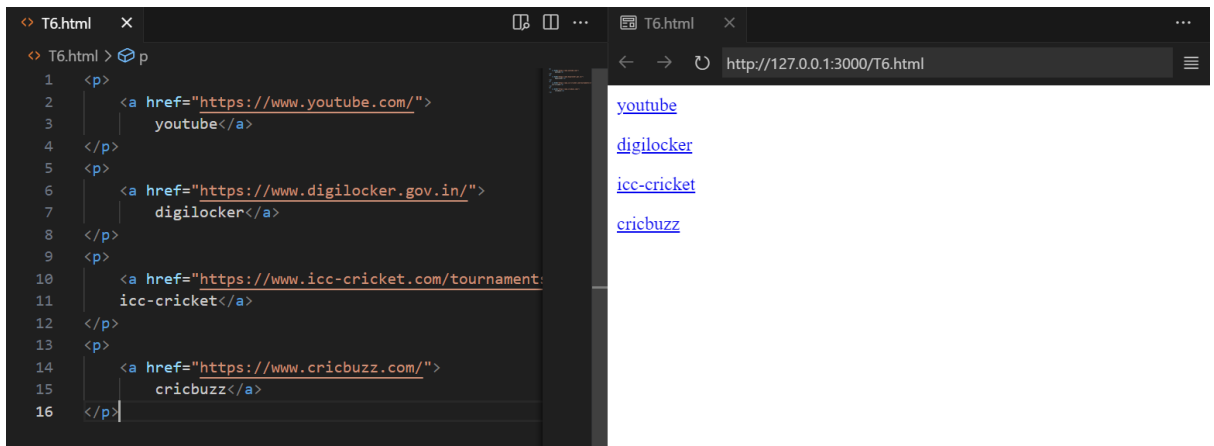 T6.html
T6.html > p
1 <p>
2 <a href="https://www.youtube.com/">
3 youtube</a>
4 </p>
5 <p>
6 <a href="https://www.digilocker.gov.in/">
7 digilocker</a>
8 </p>
9 <p>
10 <a href="https://www.icc-cricket.com/tournament
11 icc-cricket</a>
12 </p>
13 <p>
14 <a href="https://www.cricbuzz.com/">
15 cricbuzz</a>
16 </p>
T6.html
http://127.0.0.1:3000/T6.html
youtube
digilocker
icc-cricket
cricbuzz